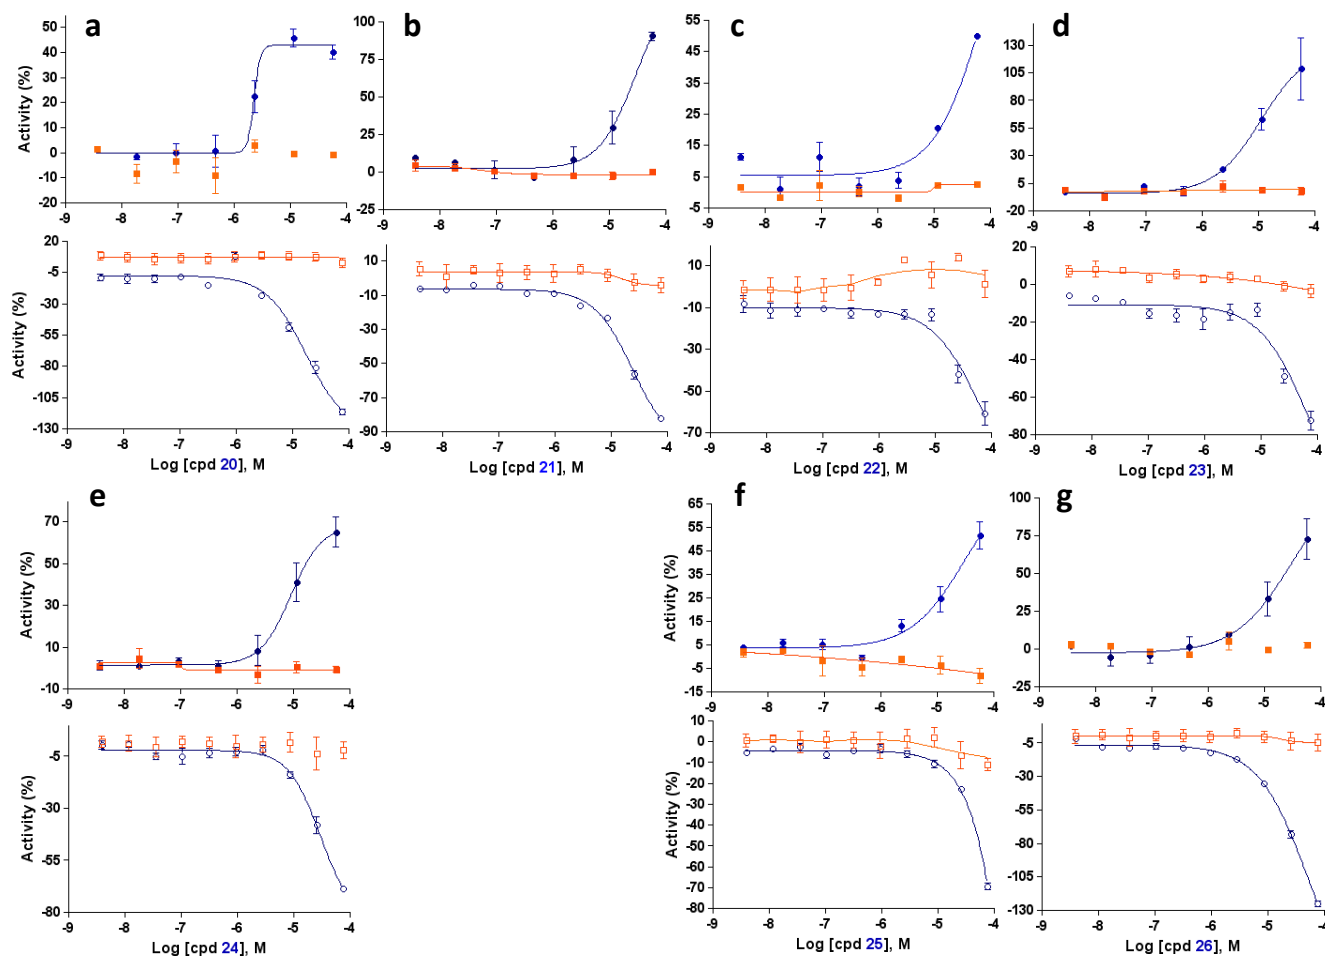 a
b
c
d
50
40
30
20
10
0
-10
-20
Activity (%)
-9 -8 -7 -6 -5 -4
100
75
50
25
0
-25
-9 -8 -7 -6 -5 -4
55
45
35
25
15
5
-5
-9 -8 -7 -6 -5 -4
130
105
80
55
30
5
-20
-9 -8 -7 -6 -5 -4
20
-5
-30
-55
-80
-105
-130
Activity (%)
-9 -8 -7 -6 -5 -4
Log [cpd 20], M
10
-10
-30
-50
-70
-90
-9 -8 -7 -6 -5 -4
Log [cpd 21], M
10
-10
-30
-50
-70
-9 -8 -7 -6 -5 -4
Log [cpd 22], M
20
0
-20
-40
-60
-80
-9 -8 -7 -6 -5 -4
Log [cpd 23], M
e
f
g
70
50
30
10
-10
Activity (%)
-9 -8 -7 -6 -5 -4
65
55
45
35
25
15
5
-5
-15
Activity (%)
-9 -8 -7 -6 -5 -4
100
75
50
25
0
-25
-9 -8 -7 -6 -5 -4
-5
-30
-55
-80
Activity (%)
-9 -8 -7 -6 -5 -4
Log [cpd 24], M
10
0
-10
-20
-30
-40
-50
-60
-70
-80
Activity (%)
-9 -8 -7 -6 -5 -4
Log [cpd 25], M
-5
-30
-55
-80
-105
-130
-9 -8 -7 -6 -5 -4
Log [cpd 26], M